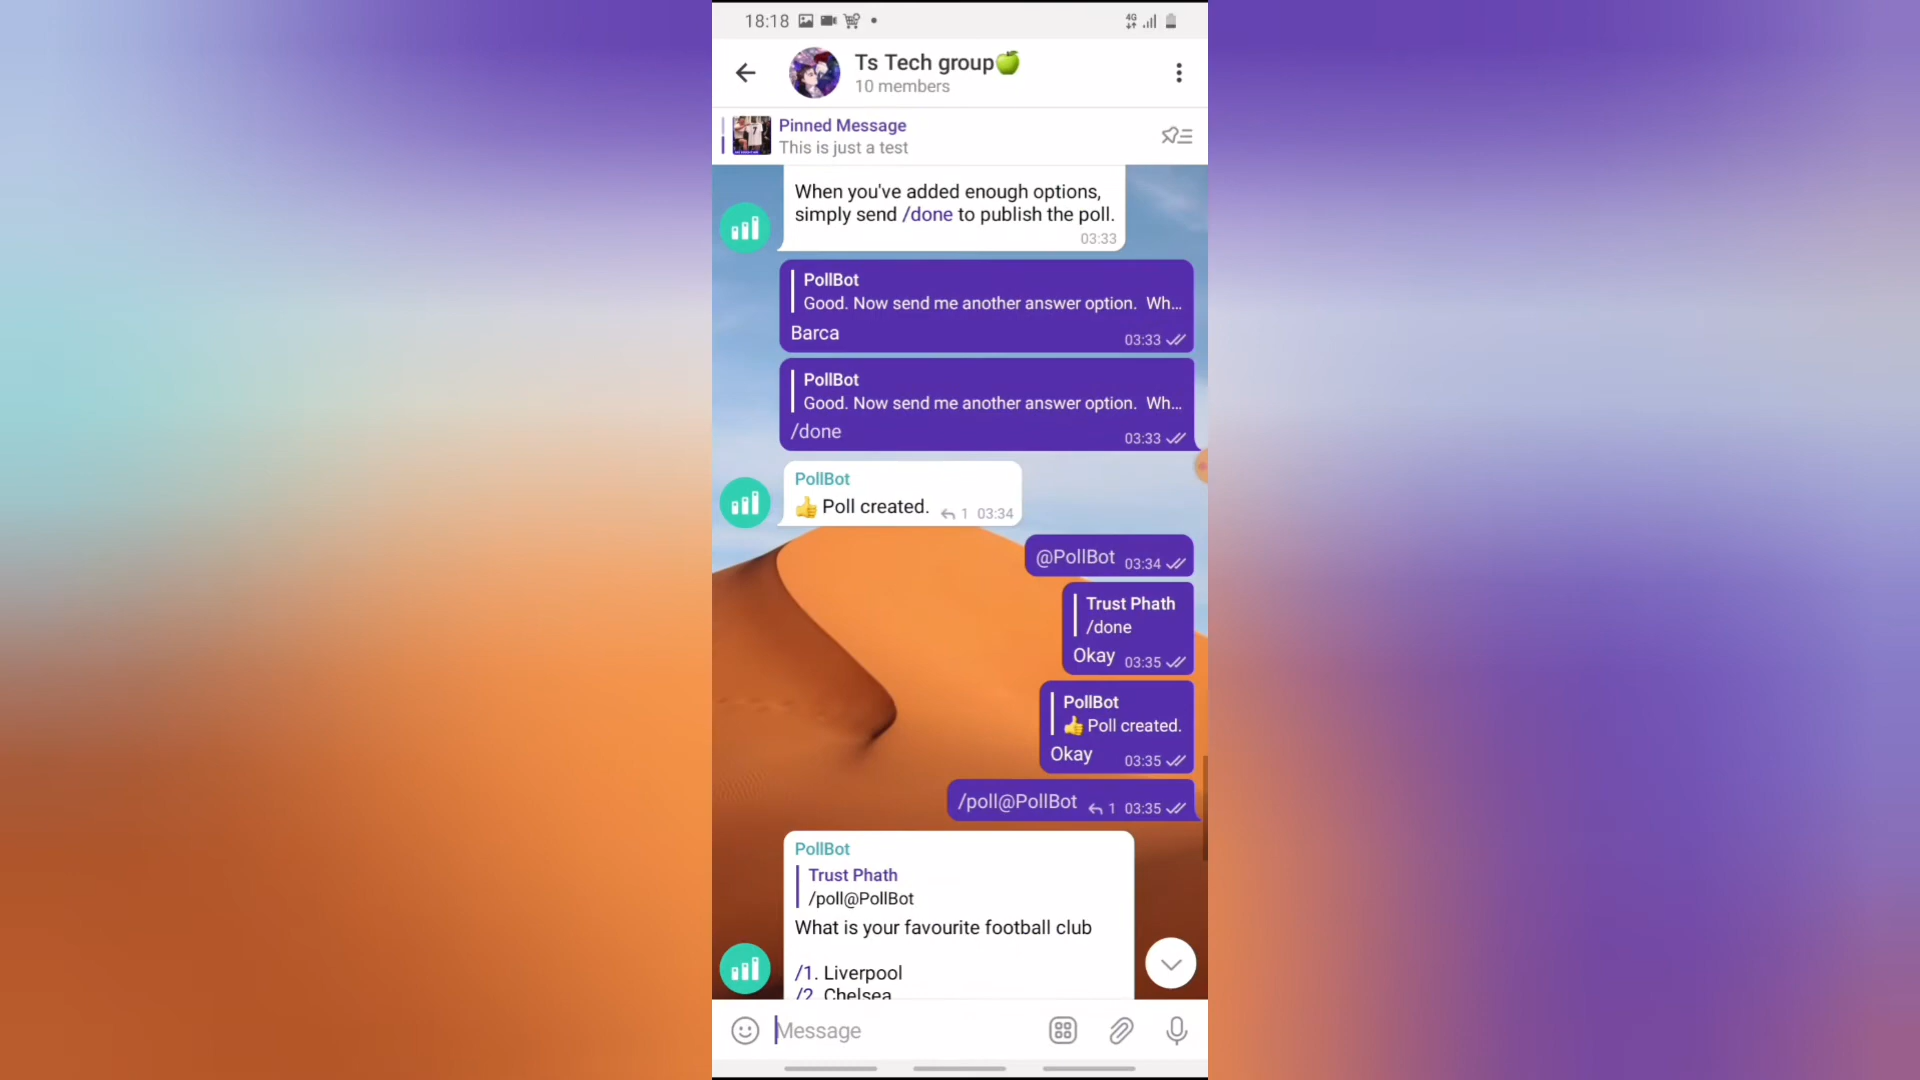 18:18
4G
Ts Tech group🍏
10 members
Pinned Message
This is just a test
When you've added enough options,
simply send /done to publish the poll.
03:33
PollBot
Good. Now send me another answer option. Wh...
Barca
03:33
PollBot
Good. Now send me another answer option. Wh...
/done
03:33
PollBot
👍 Poll created. 1 03:34
@PollBot 03:34
Trust Phath
/done
Okay 03:35
PollBot
👍 Poll created.
Okay 03:35
/poll@PollBot 1 03:35
PollBot
Trust Phath
/poll@PollBot
What is your favourite football club
/1. Liverpool
/2. Chelsea
Message